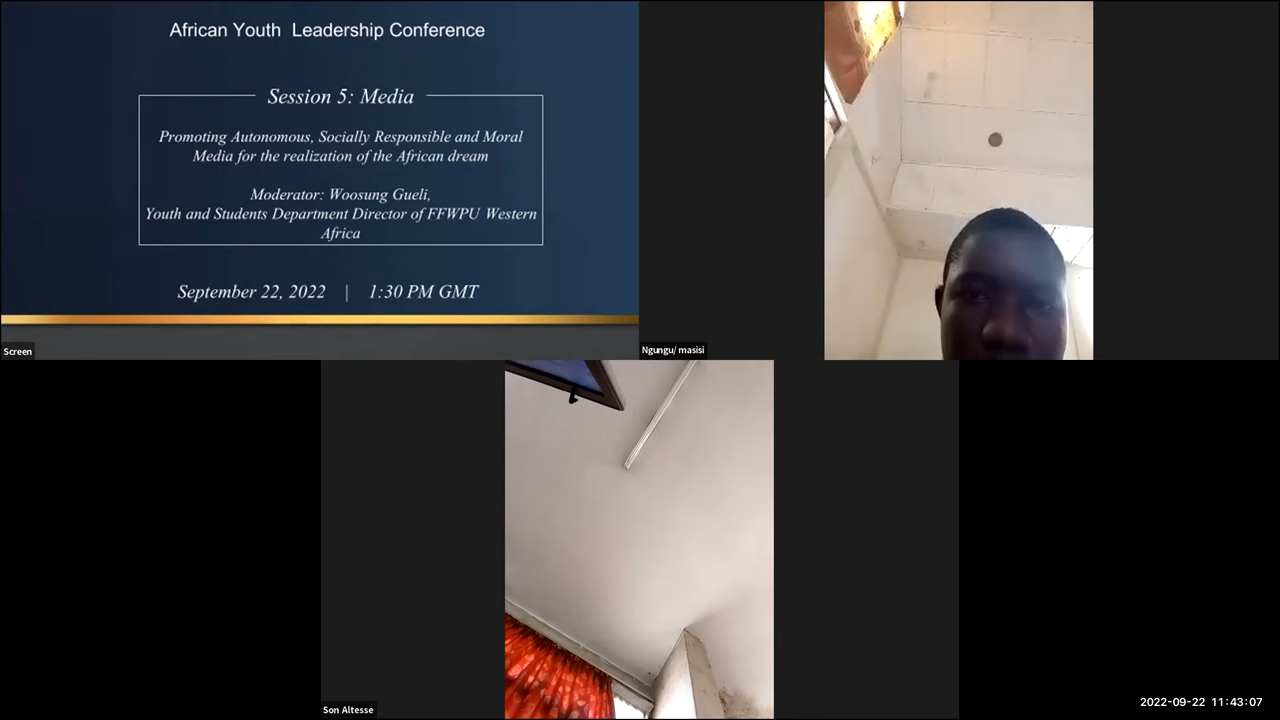 African Youth Leadership Conference
Session 5: Media
Promoting Autonomous, Socially Responsible and Moral
Media for the realization of the African dream
Moderator: Woosung Gueli,
Youth and Students Department Director of FFWPU Western
Africa
September 22, 2022 | 1:30 PM GMT
Screen
Ngungu/ masisi
Son Altesse
2022-09-22 11:43:07